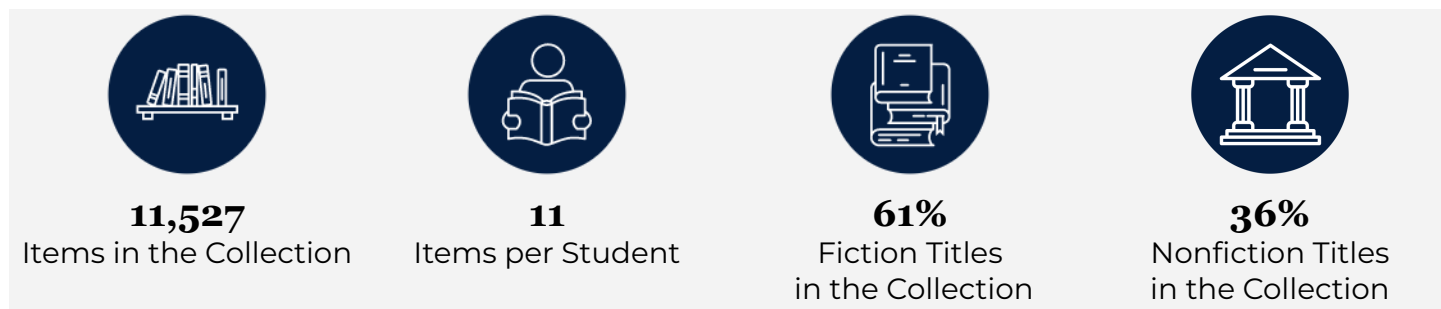 11,527
Items in the Collection
11
Items per Student
61%
Fiction Titles
in the Collection
36%
Nonfiction Titles
in the Collection